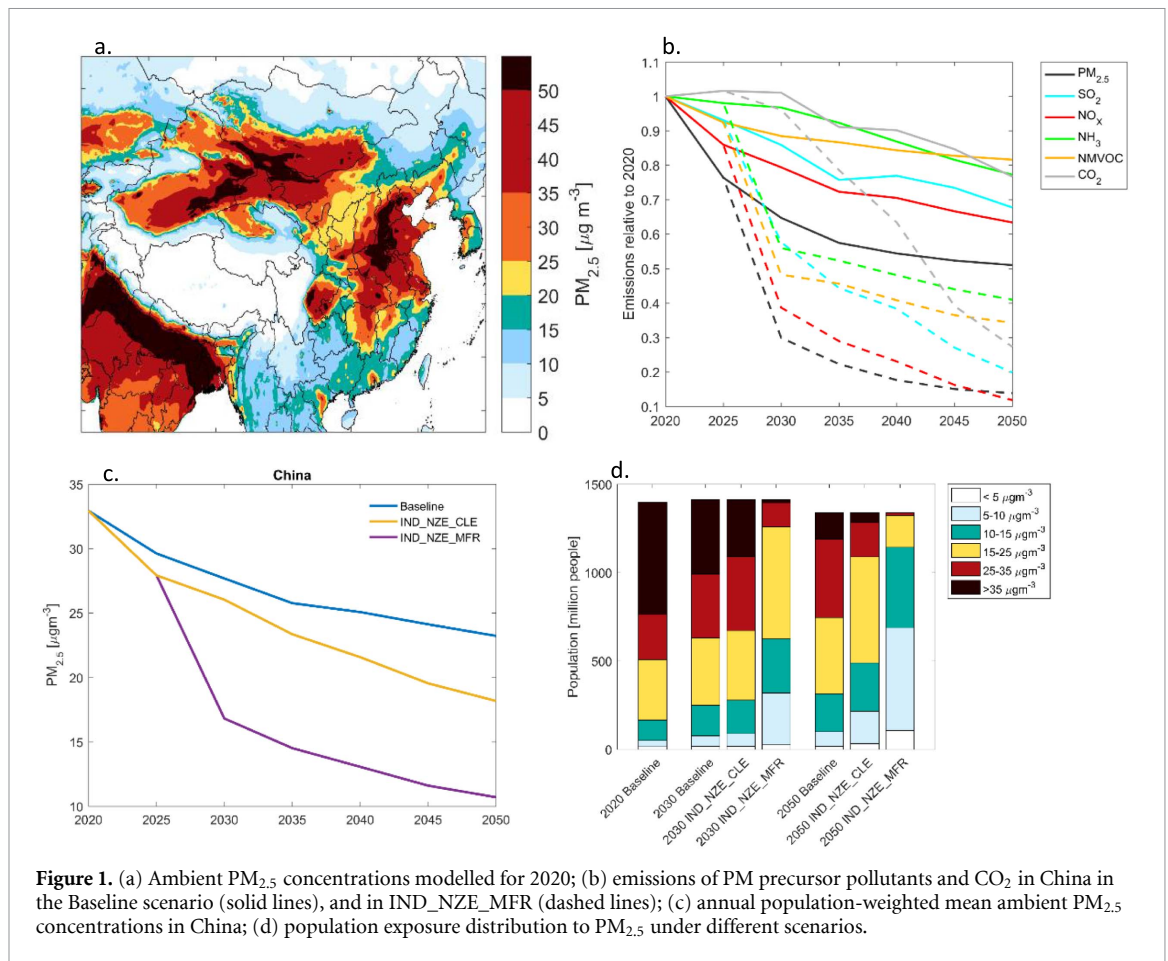 a.
50
45
40
35
30
25
20
15
10
5
0
PM2.5 [μg m-3]
b.
1.1
1
0.9
0.8
0.7
0.6
0.5
0.4
0.3
0.2
0.1
Emissions relative to 2020
2020 2025 2030 2035 2040 2045 2050
PM2.5
SO2
NOX
NH3
NMVOC
CO2
c.
China
35
30
25
20
15
10
PM2.5 [μgm-3]
2020 2025 2030 2035 2040 2045 2050
Baseline
IND_NZE_CLE
IND_NZE_MFR
d.
1500
1000
500
0
Population [million people]
2020 Baseline
2030 Baseline
2030 IND_NZE_CLE
2030 IND_NZE_MFR
2050 Baseline
2050 IND_NZE_CLE
2050 IND_NZE_MFR
< 5 μgm-3
5-10 μgm-3
10-15 μgm-3
15-25 μgm-3
25-35 μgm-3
>35 μgm-3
Figure 1. (a) Ambient PM2.5 concentrations modelled for 2020; (b) emissions of PM precursor pollutants and CO2 in China in
the Baseline scenario (solid lines), and in IND_NZE_MFR (dashed lines); (c) annual population-weighted mean ambient PM2.5
concentrations in China; (d) population exposure distribution to PM2.5 under different scenarios.